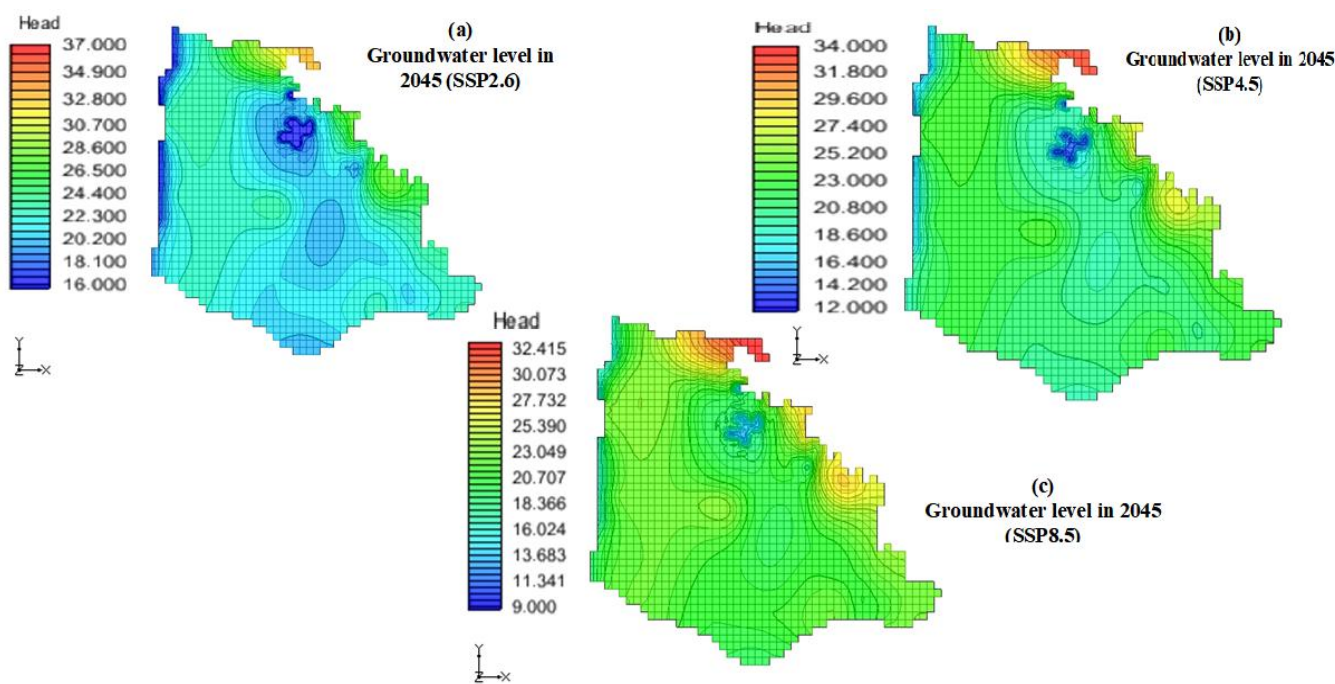 Head
37.000
34.900
32.800
30.700
28.600
26.500
24.400
22.300
20.200
18.100
16.000
Y
Z X
(a)
Groundwater level in
2045 (SSP2.6)
Head
34.000
31.800
29.600
27.400
25.200
23.000
20.800
18.600
16.400
14.200
12.000
Y
Z X
(b)
Groundwater level in 2045
(SSP4.5)
Head
32.415
30.073
27.732
25.390
23.049
20.707
18.366
16.024
13.683
11.341
9.000
Y
Z X
(c)
Groundwater level in 2045
(SSP8.5)